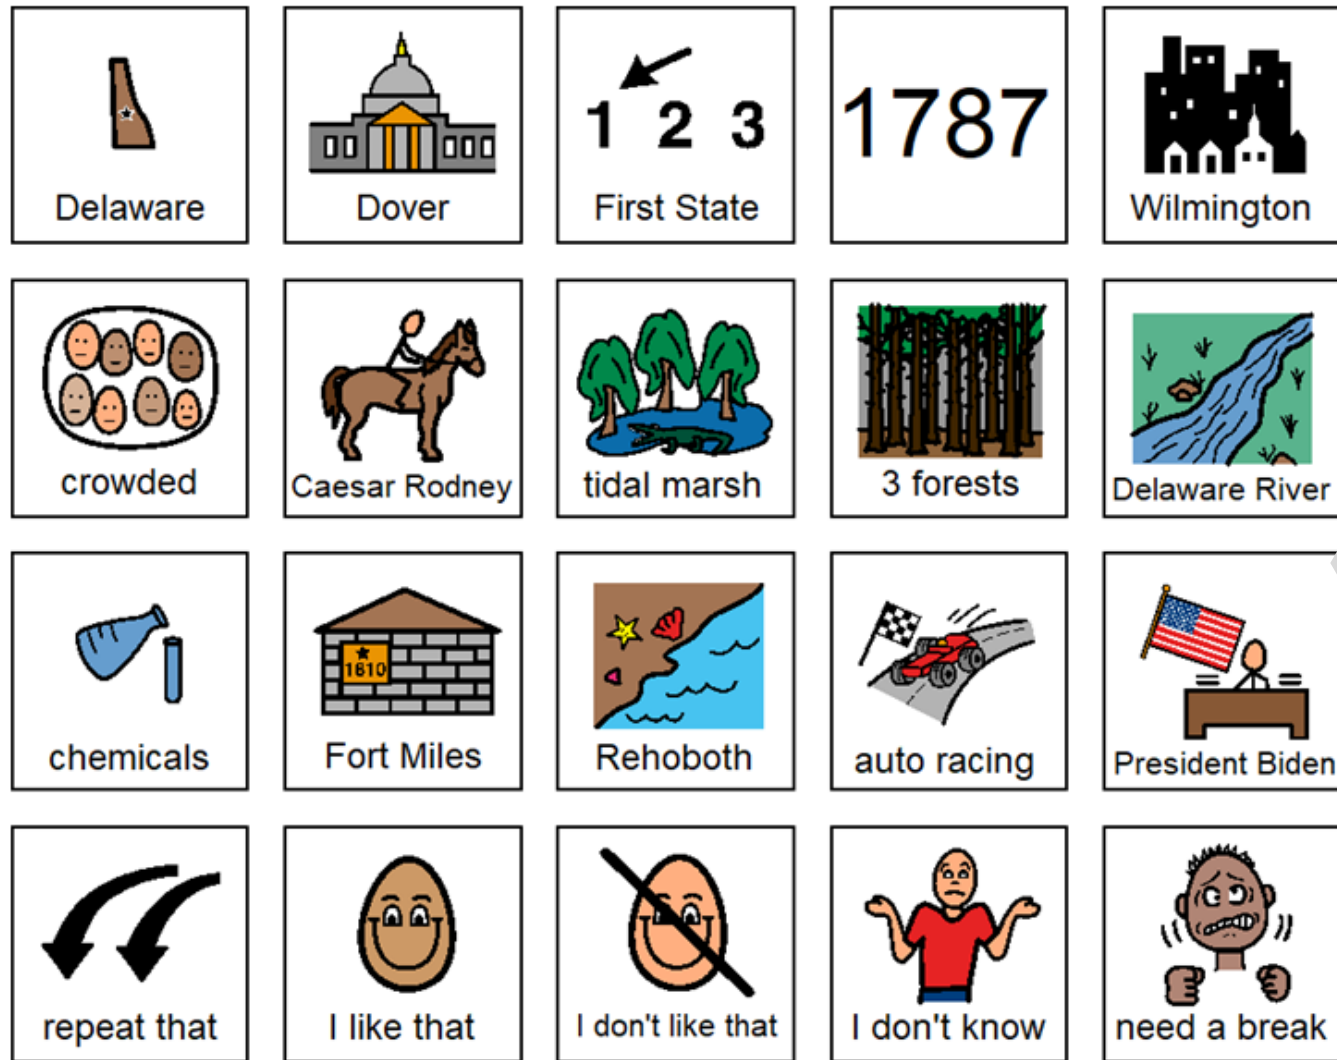 Delaware
Dover
1 2 3
First State
1787
Wilmington
crowded
Caesar Rodney
tidal marsh
3 forests
Delaware River
chemicals
1810
Fort Miles
Rehoboth
auto racing
President Biden
repeat that
I like that
I don't like that
I don't know
need a break